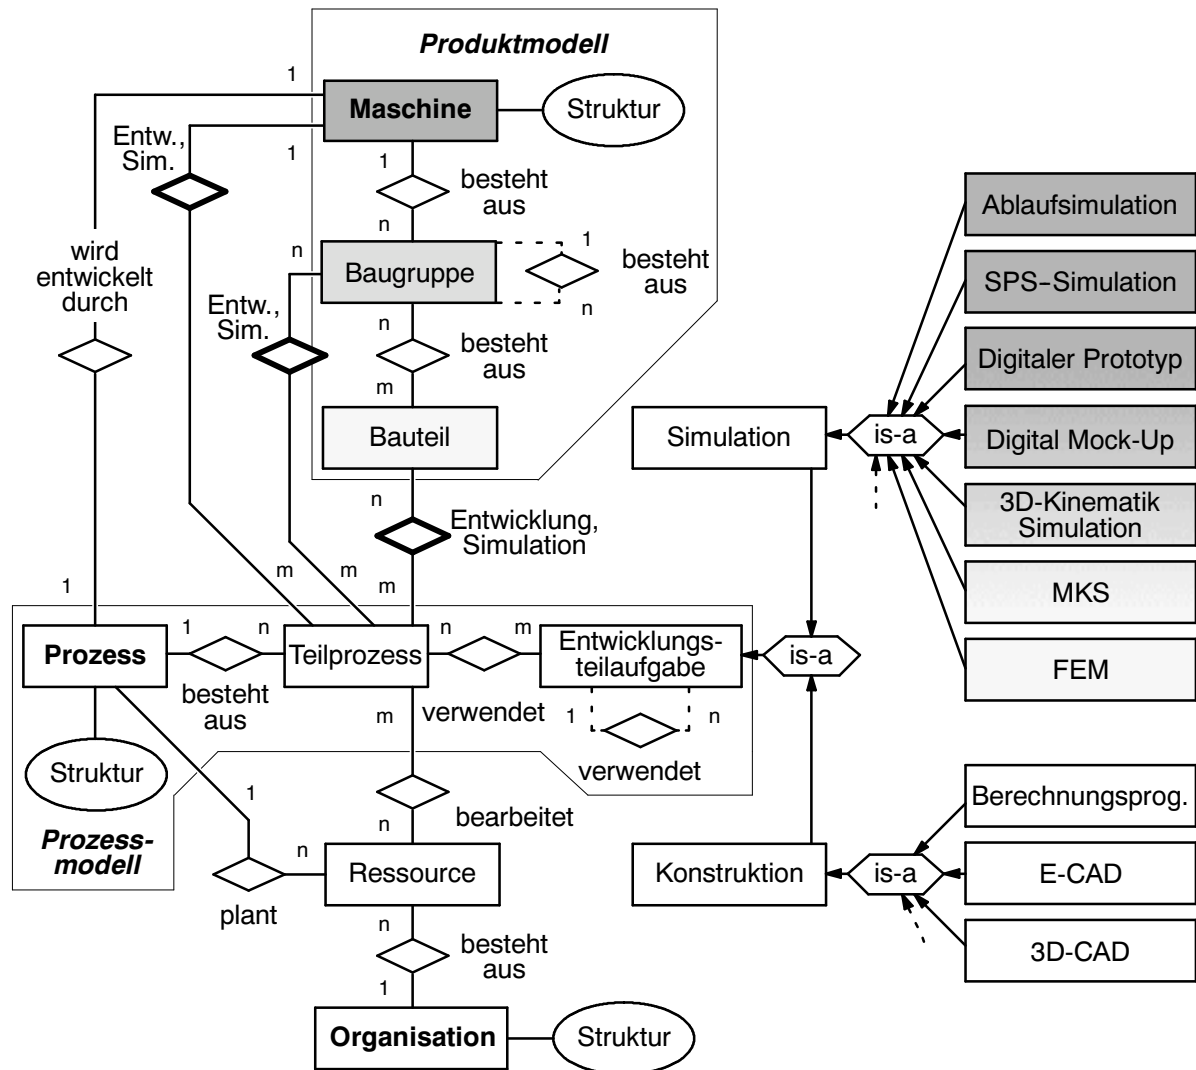 Produktmodell
1
Maschine
Struktur
Entw.,
Sim.
1
1
besteht
aus
n
Ablaufsimulation
wird
entwickelt
durch
n
Baugruppe
1
besteht
aus
n
SPS-Simulation
Entw.,
Sim.
n
besteht
aus
m
Digitaler Prototyp
Bauteil
Simulation
is-a
Digital Mock-Up
n
Entwicklung,
Simulation
3D-Kinematik
Simulation
1
m
m
m
MKS
Prozess
1
n
besteht
aus
Teilprozess
n
m
verwendet
Entwicklungs-
teilaufgabe
is-a
FEM
m
1
n
verwendet
Struktur
1
bearbeitet
n
Berechnungsprog.
Prozess-
modell
n
plant
Ressource
Konstruktion
is-a
E-CAD
n
besteht
aus
1
3D-CAD
Organisation
Struktur